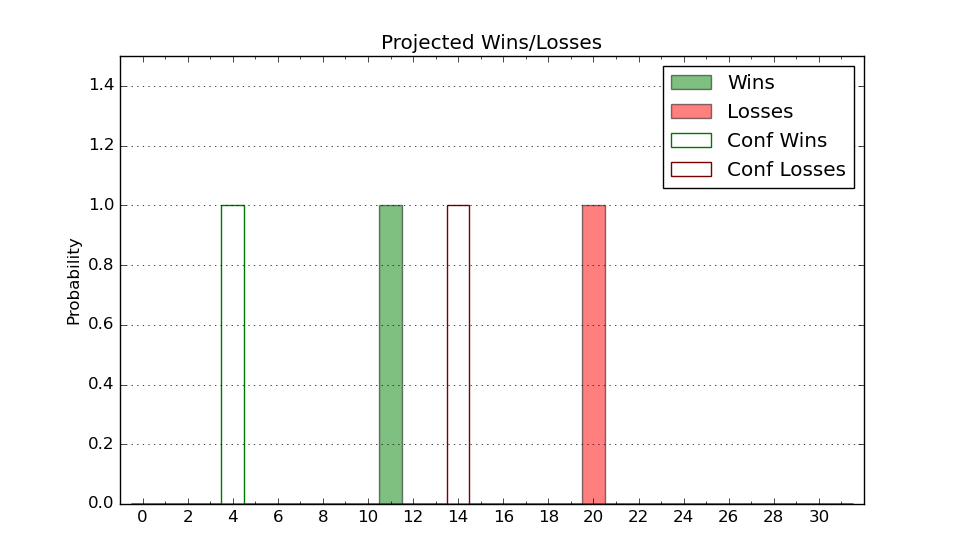 Projected Wins/Losses
1.4
1.2
1.0
0.8
0.6
0.4
0.2
0.0
Probability
Wins
Losses
Conf Wins
Conf Losses
0 2 4 6 8 10 12 14 16 18 20 22 24 26 28 30